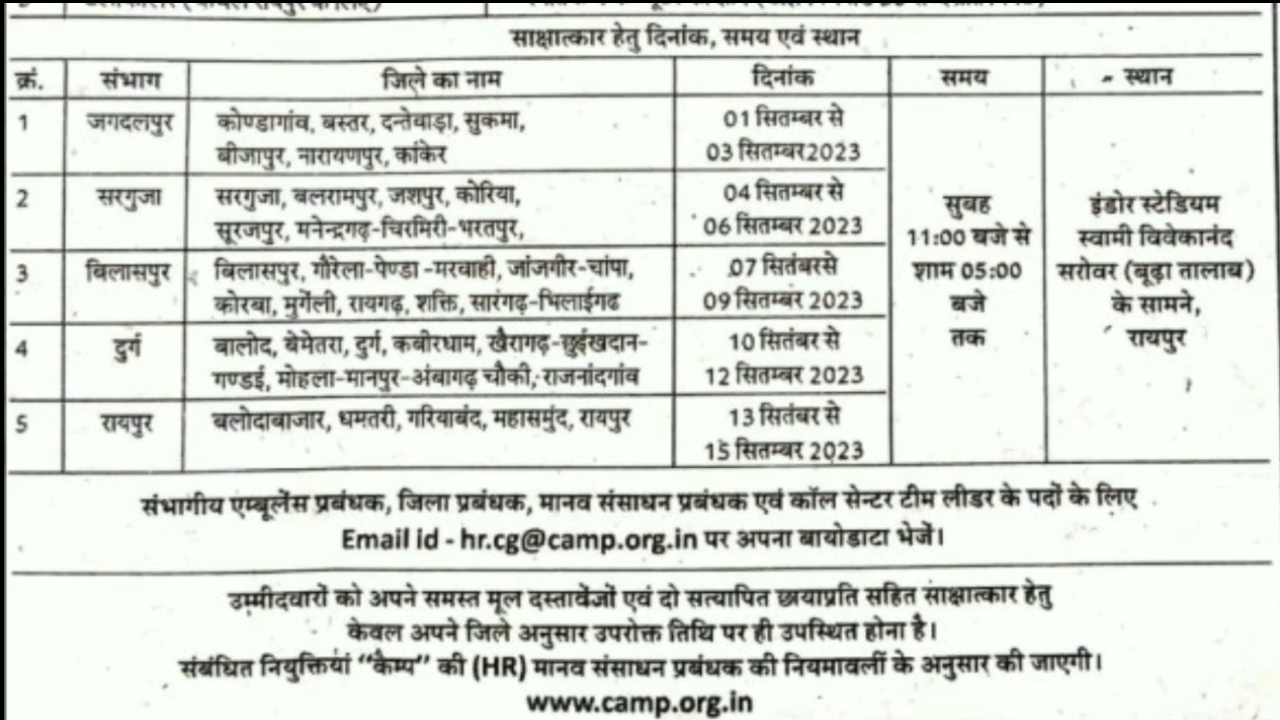 साक्षात्कार हेतु दिनांक, समय एवं स्थान
क्रं. संभाग जिले का नाम दिनांक समय स्थान
1 जगदलपुर कोण्डागांव, बस्तर, दन्तेवाड़ा, सुकमा, 01 सितम्बर से
बीजापुर, नारायणपुर, कांकेर 03 सितम्बर2023
2 सरगुजा सरगुजा, बलरामपुर, जशपुर, कोरिया, 04 सितम्बर से
सूरजपुर, मनेन्द्रगढ़-चिरमिरी-भरतपुर, 06 सितम्बर 2023
3 बिलासपुर बिलासपुर, गौरेला-पेण्डा -मरवाही, जांजगीर-चांपा, 07 सितंबरसे
कोरबा, मुगेंली, रायगढ़, शक्ति, सारंगढ़-भिलाईगढ 09 सितम्बर 2023
4 दुर्ग बालोद, बेमेतरा, दुर्ग, कबीरधाम, खैरागढ़-छुईखदान- 10 सितंबर से
गण्डई, मोहला-मानपुर-अंबागढ़ चौकी, राजनांदगांव 12 सितम्बर 2023
5 रायपुर बलोदाबाजार, धमतरी, गरियाबंद, महासमुंद, रायपुर 13 सितंबर से
15 सितम्बर 2023
सुबह
11:00 बजे से
शाम 05:00
बजे
तक
इंडोर स्टेडियम
स्वामी विवेकानंद
सरोवर (बूढ़ा तालाब)
के सामने,
रायपुर
संभागीय एम्बूलेंस प्रबंधक, जिला प्रबंधक, मानव संसाधन प्रबंधक एवं कॉल सेन्टर टीम लीडर के पदों के लिए
Email id - hr.cg@camp.org.in पर अपना बायोडाटा भेजें।
उम्मीदवारों को अपने समस्त मूल दस्तावेजों एवं दो सत्यापित छायाप्रति सहित साक्षात्कार हेतु
केवल अपने जिले अनुसार उपरोक्त तिथि पर ही उपस्थित होना है।
संबंधित नियुक्तियां "कैम्प" की (HR) मानव संसाधन प्रबंधक की नियमावलीं के अनुसार की जाएगी।
www.camp.org.in